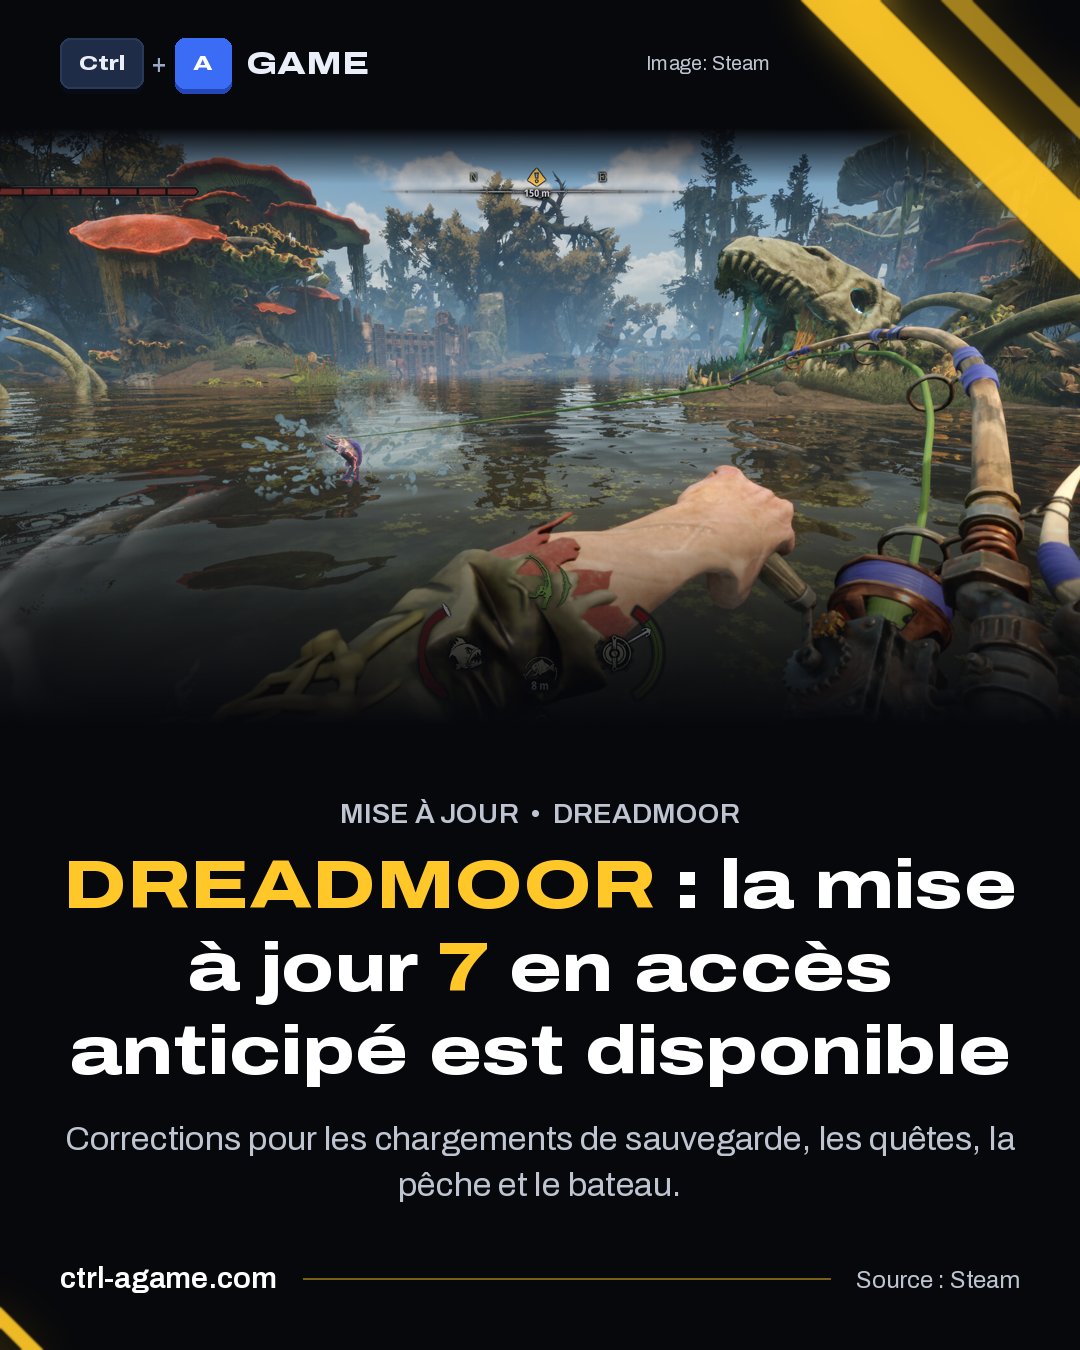 Ctrl + A GAME
Image: Steam
N
E
150 m
8 m
MISE À JOUR • DREADMOOR
DREADMOOR : la mise
à jour 7 en accès
anticipé est disponible
Corrections pour les chargements de sauvegarde, les quêtes, la
pêche et le bateau.
ctrl-agame.com
Source : Steam